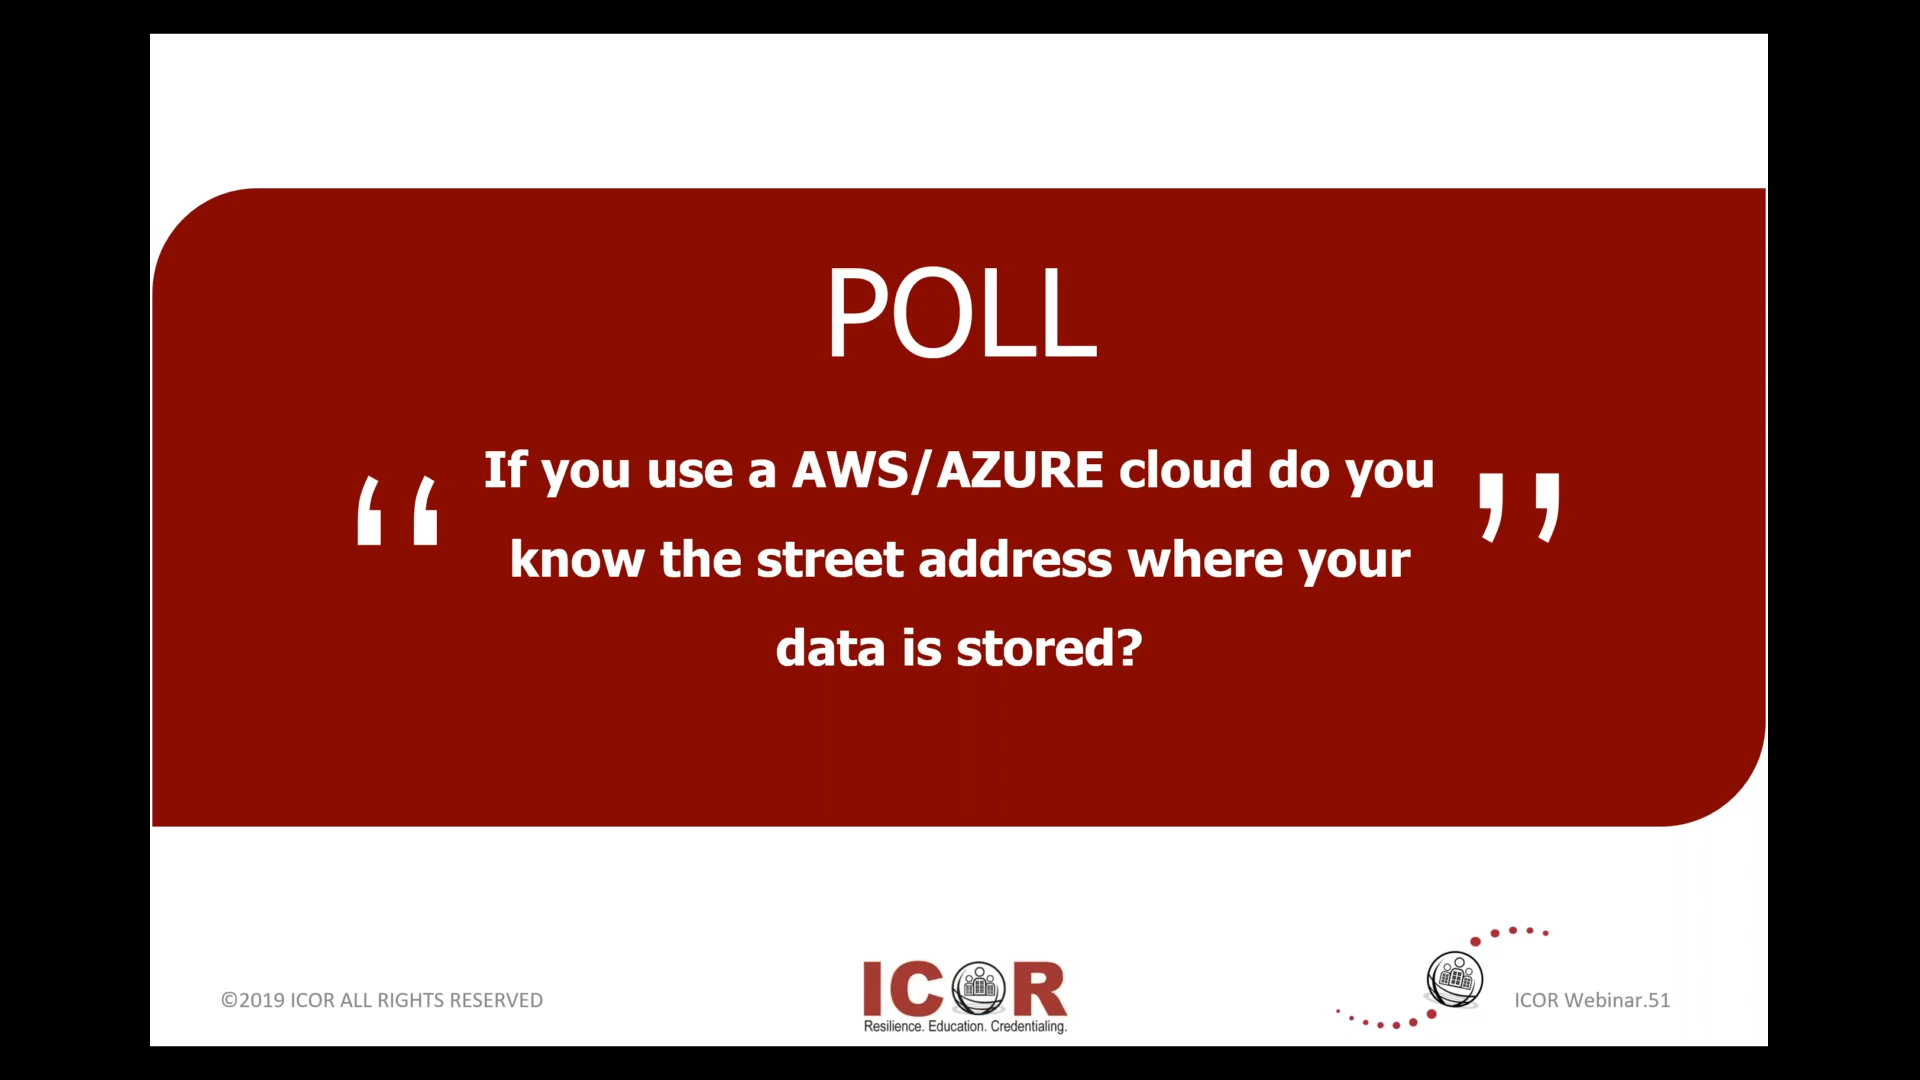 POLL
“ If you use a AWS/AZURE cloud do you ”
know the street address where your
data is stored?
©2019 ICOR ALL RIGHTS RESERVED
ICOR
Resilience. Education. Credentialing.
ICOR Webinar.51